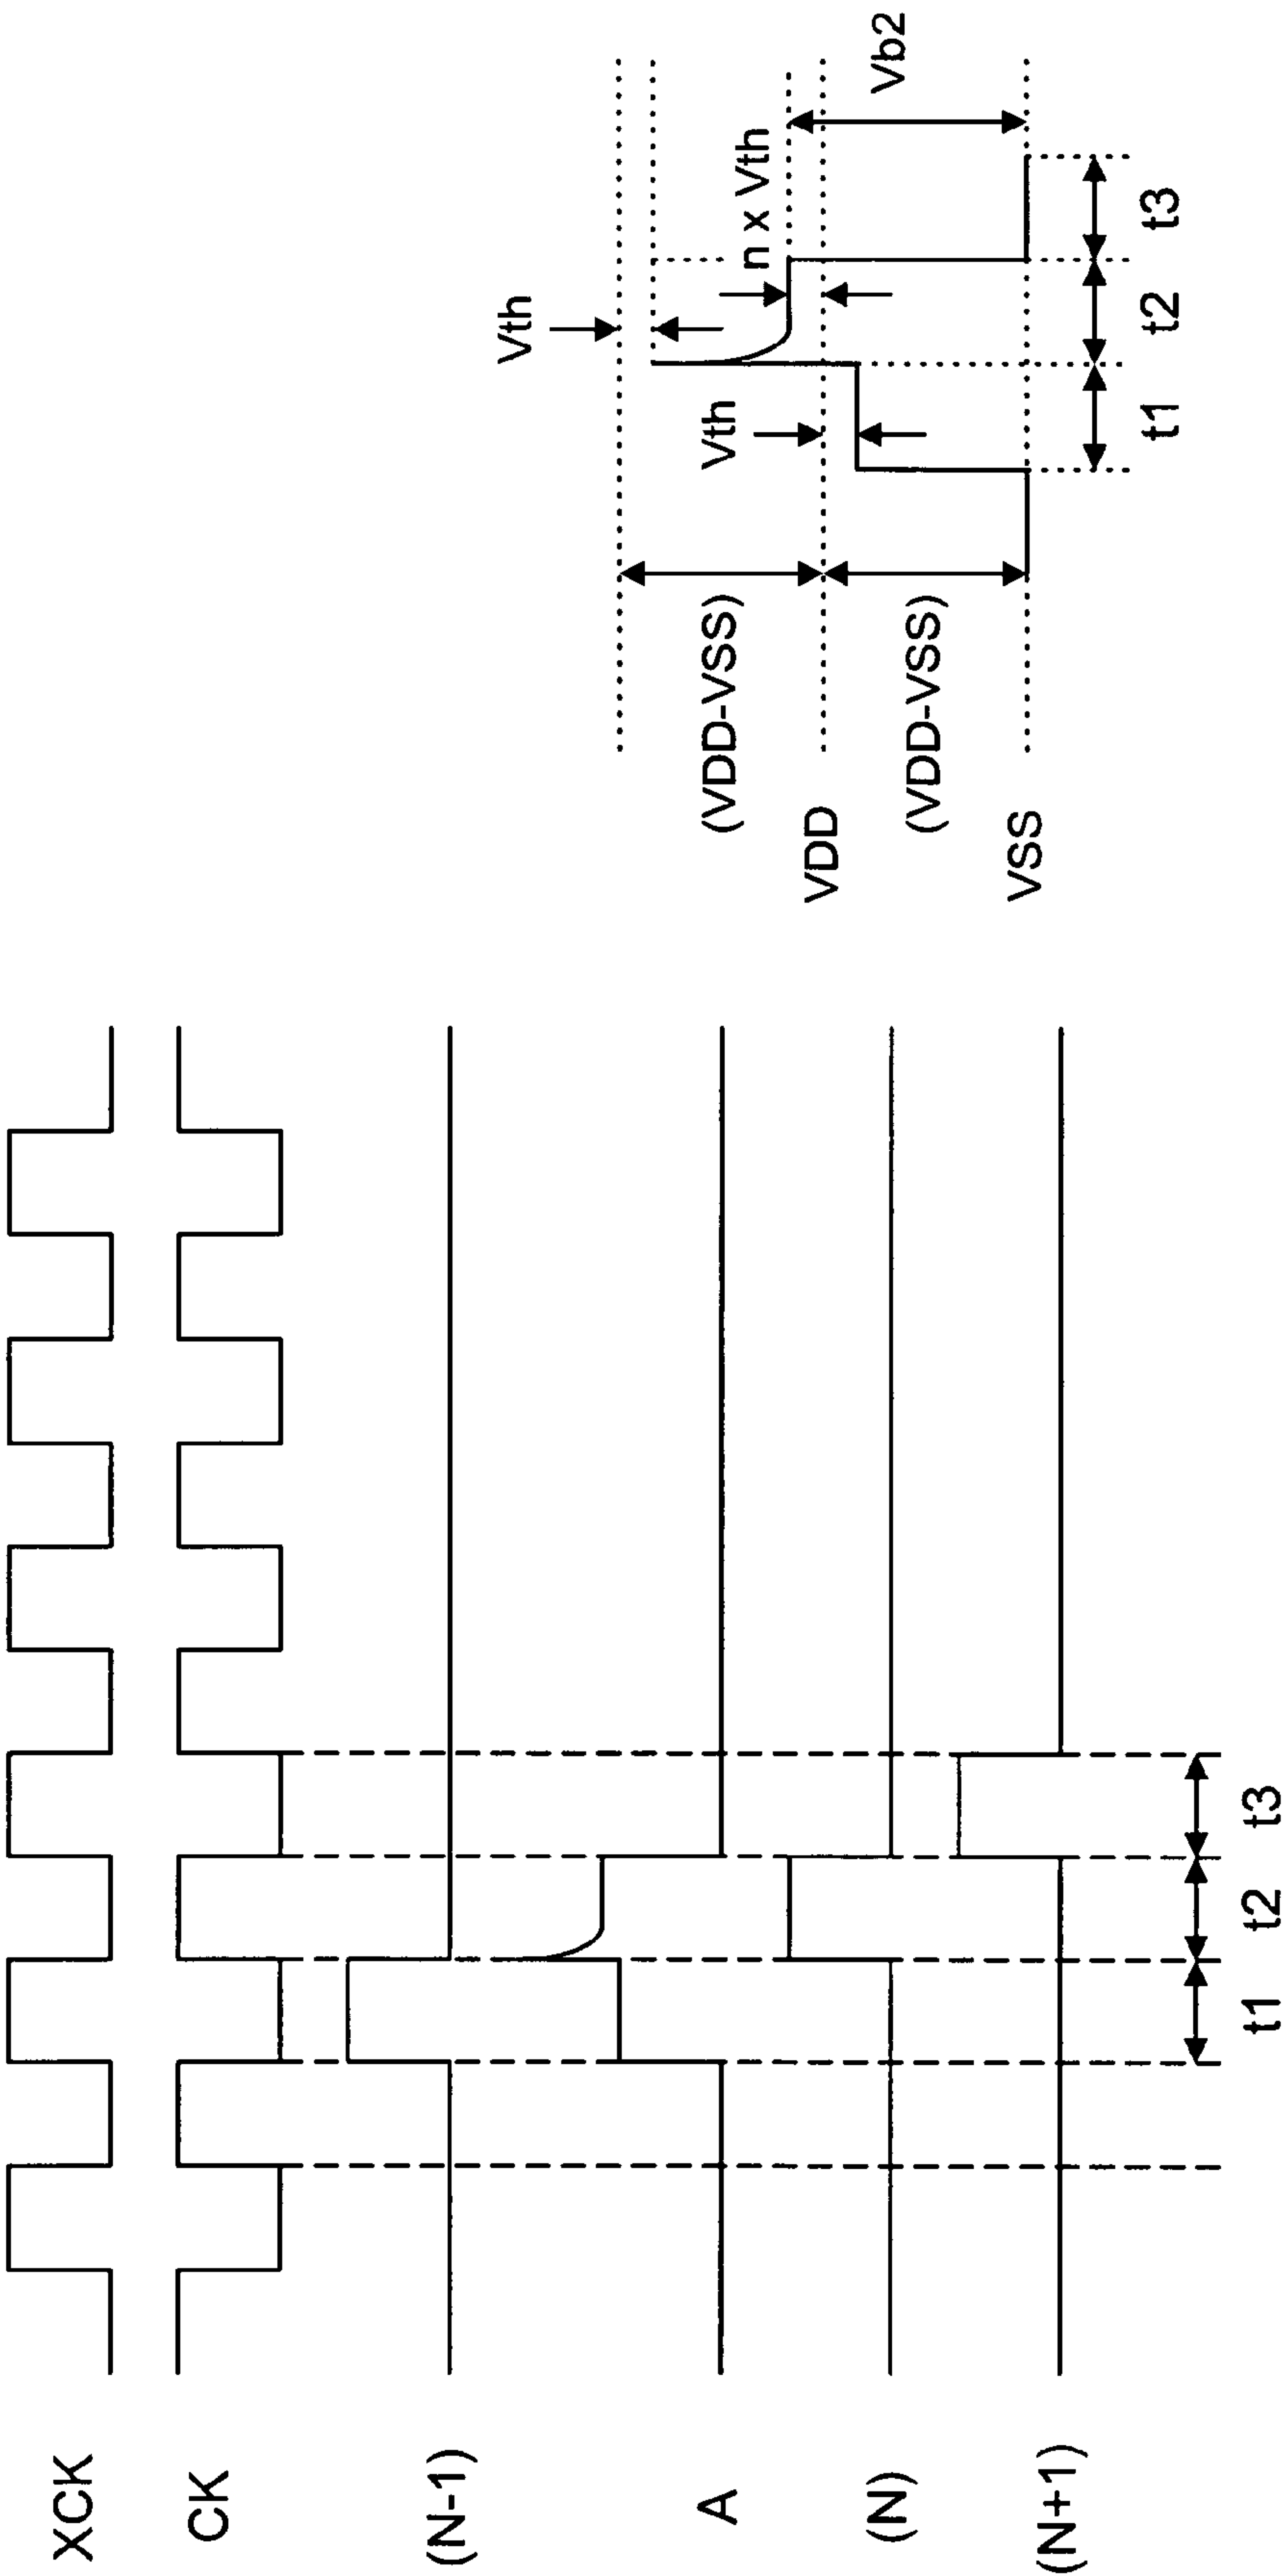 XCK
CK
(N-1)
A
(N)
(N+1)
t1
t2
t3
Vth
Vth
n x Vth
(VDD-VSS)
VDD
(VDD-VSS)
VSS
Vb2
t1
t2
t3